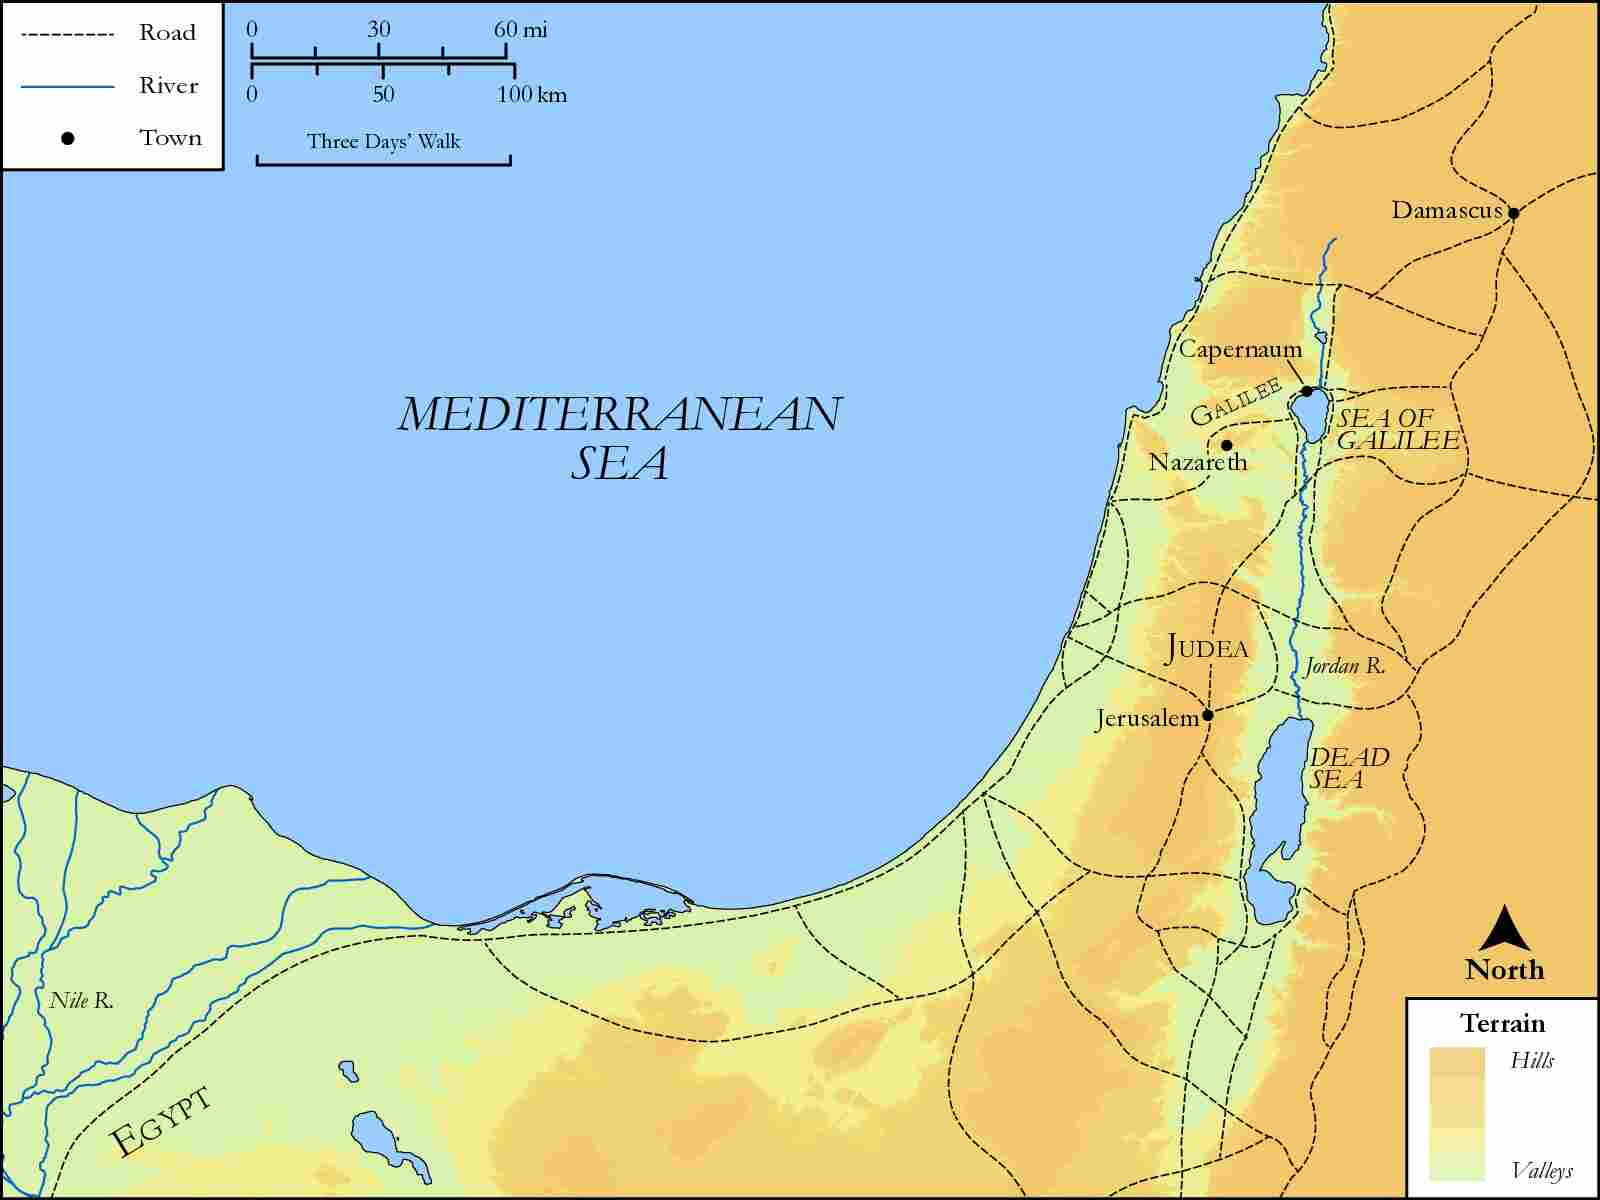 Road
River
Town
0 30 60 mi
0 50 100 km
Three Days' Walk
Damascus
Capernaum
GALILEE
SEA OF
GALILEE
Nazareth
MEDITERRANEAN
SEA
JUDEA
Jordan R.
Jerusalem
DEAD
SEA
North
Nile R.
EGYPT
Terrain
Hills
Valleys